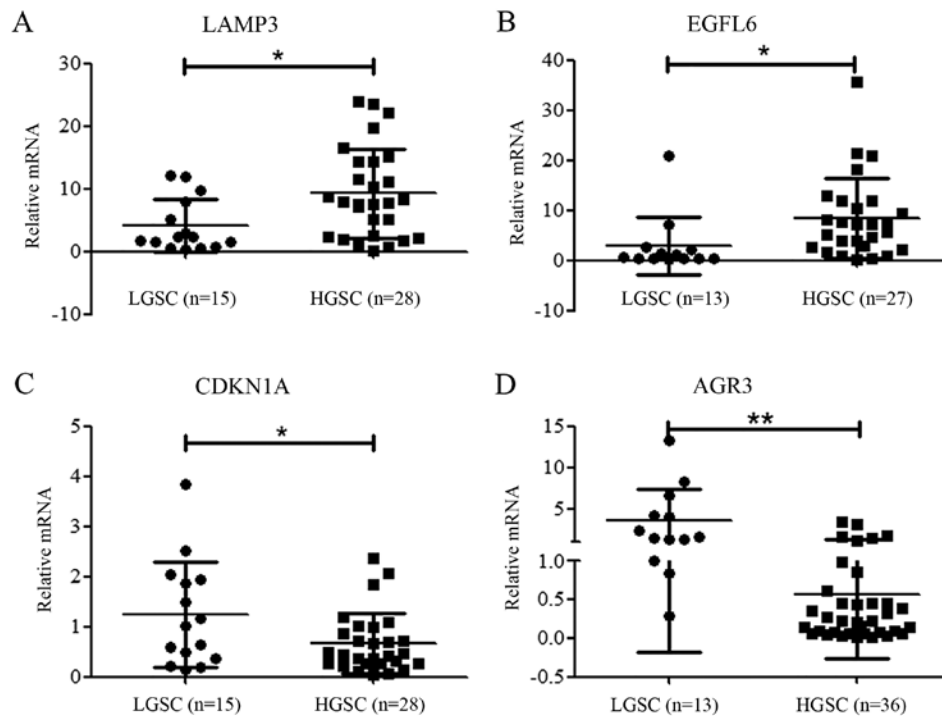 A
LAMP3
*
Relative mRNA
30
20
10
0
-10
LGSC (n=15) HGSC (n=28)
B
EGFL6
*
Relative mRNA
40
30
20
10
0
-10
LGSC (n=13) HGSC (n=27)
C
CDKN1A
*
Relative mRNA
5
4
3
2
1
0
LGSC (n=15) HGSC (n=28)
D
AGR3
**
Relative mRNA
15
10
5
1.0
0.5
0.0
-0.5
LGSC (n=13) HGSC (n=36)